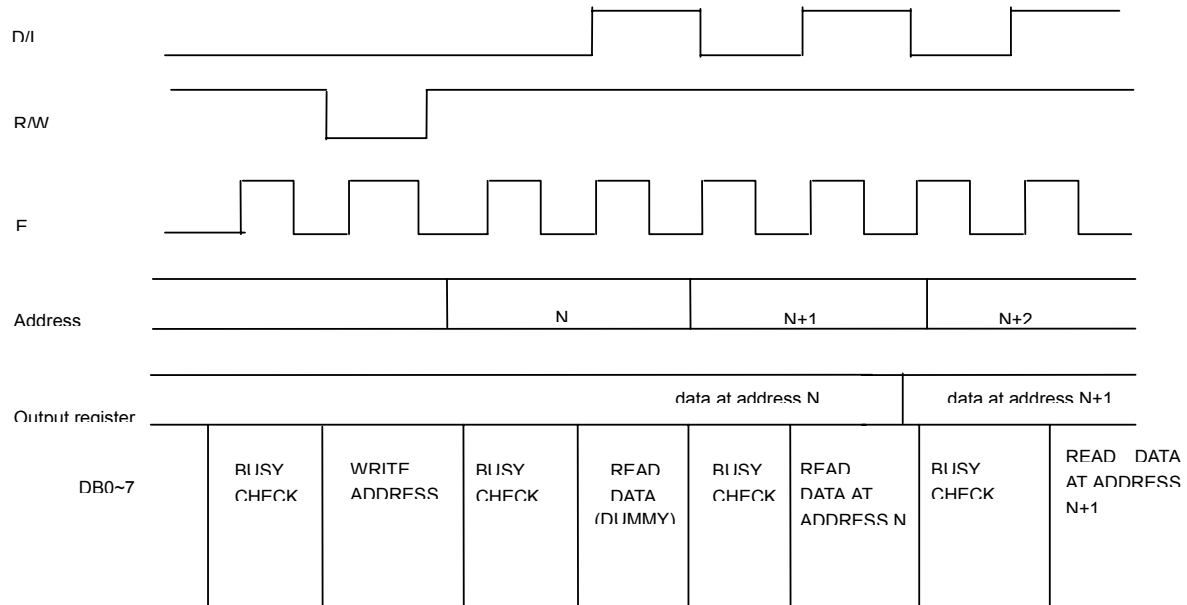 D/I
R/W
E
Address
N
N+1
N+2
Output register
data at address N
data at address N+1
DB0~7
BUSY
CHECK
WRITE
ADDRESS
BUSY
CHECK
READ
DATA
(DUMMY)
BUSY
CHECK
READ
DATA AT
ADDRESS N
BUSY
CHECK
READ DATA
AT ADDRESS
N+1